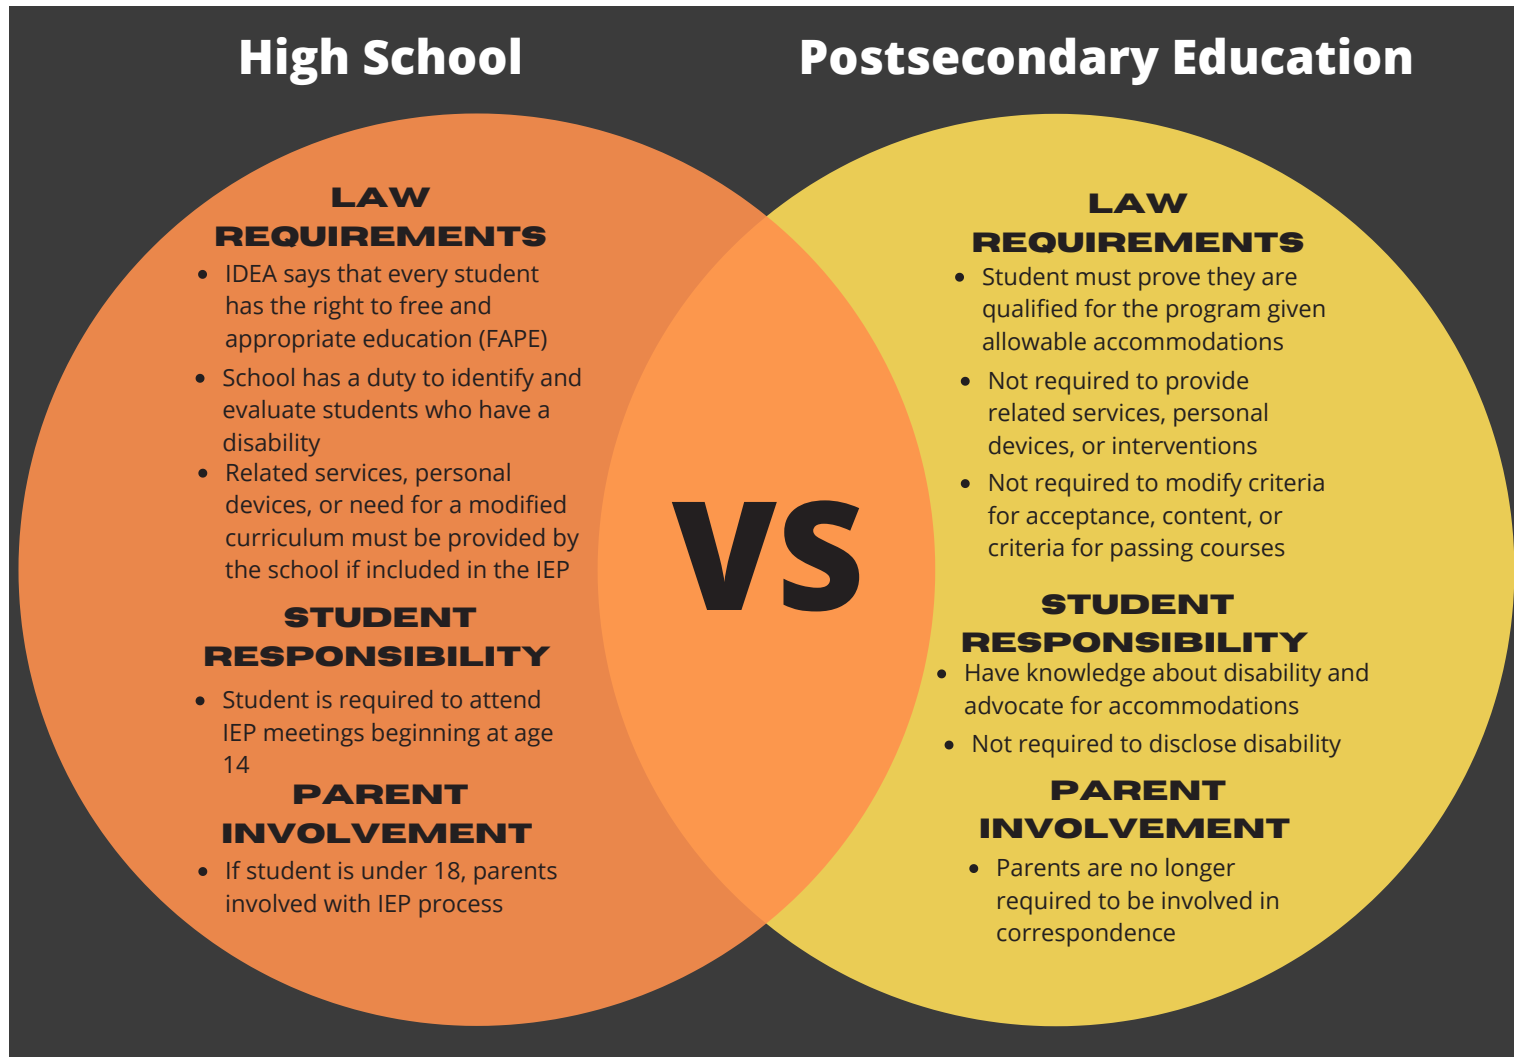 High School
Postsecondary Education
LAW
REQUIREMENTS
• IDEA says that every student
has the right to free and
appropriate education (FAPE)
• School has a duty to identify and
evaluate students who have a
disability
• Related services, personal
devices, or need for a modified
curriculum must be provided by
the school if included in the IEP
STUDENT
RESPONSIBILITY
• Student is required to attend
IEP meetings beginning at age
14
PARENT
INVOLVEMENT
• If student is under 18, parents
involved with IEP process
VS
LAW
REQUIREMENTS
• Student must prove they are
qualified for the program given
allowable accommodations
• Not required to provide
related services, personal
devices, or interventions
• Not required to modify criteria
for acceptance, content, or
criteria for passing courses
STUDENT
RESPONSIBILITY
• Have knowledge about disability and
advocate for accommodations
• Not required to disclose disability
PARENT
INVOLVEMENT
• Parents are no longer
required to be involved in
correspondence